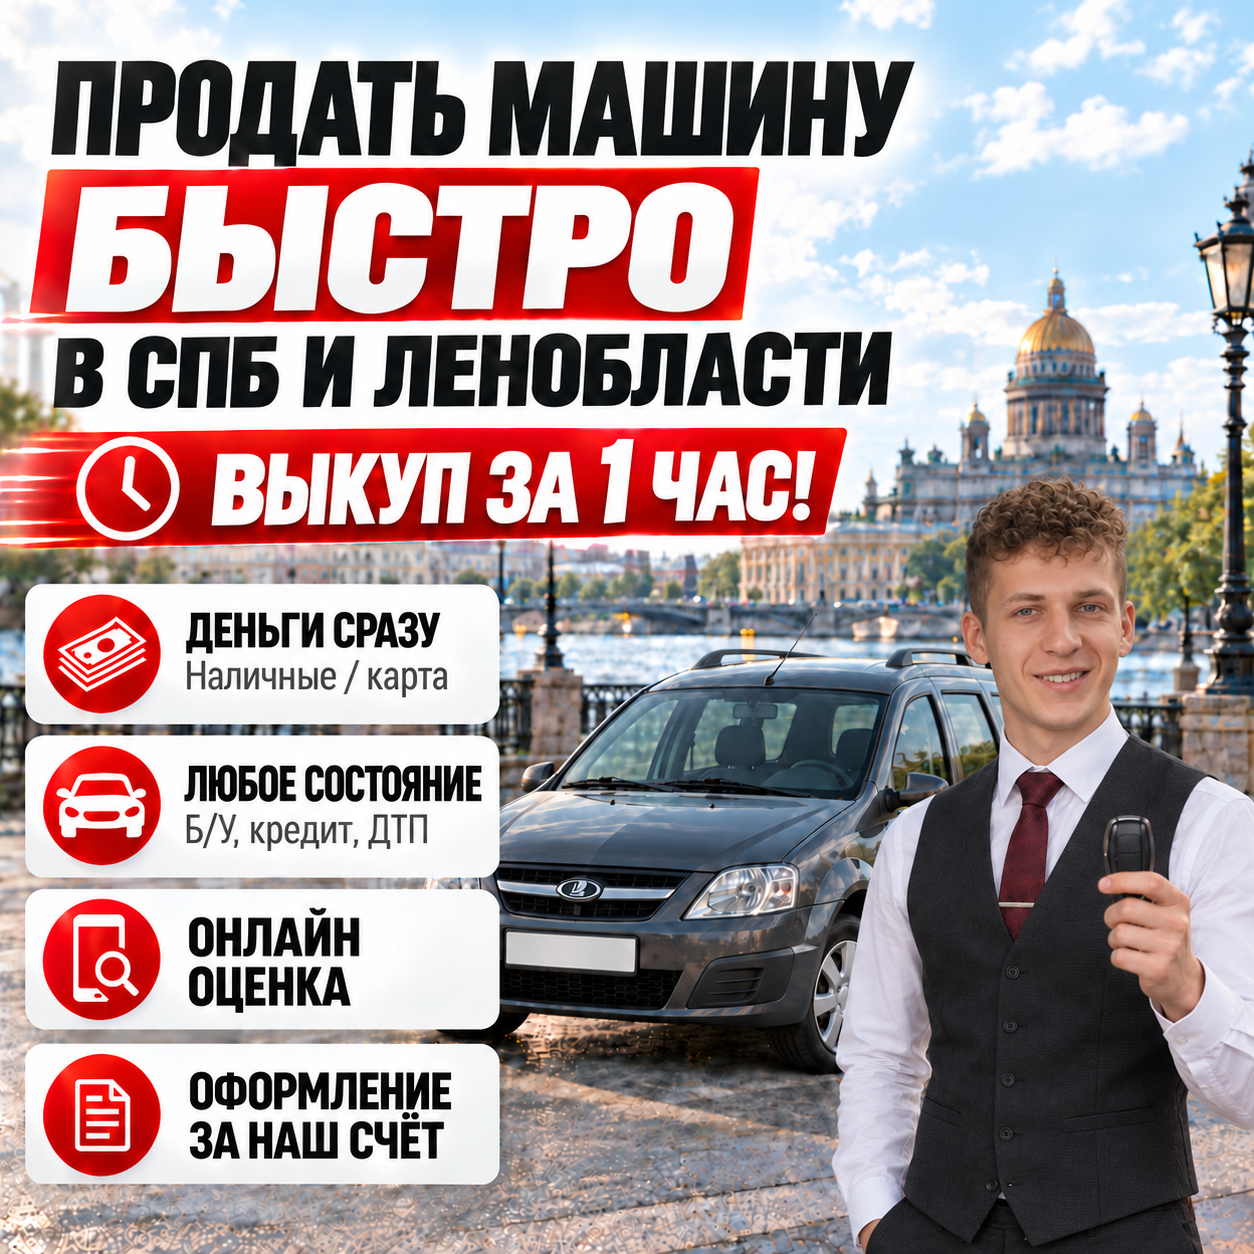 ПРОДАТЬ МАШИНУ
БЫСТРО
В СПБ И ЛЕНОБЛАСТИ
ВЫКУП ЗА 1 ЧАС!
ДЕНЬГИ СРАЗУ
Наличные / карта
ЛЮБОЕ СОСТОЯНИЕ
Б/У, кредит, ДТП
ОНЛАЙН
ОЦЕНКА
ОФОРМЛЕНИЕ
ЗА НАШ СЧЁТ